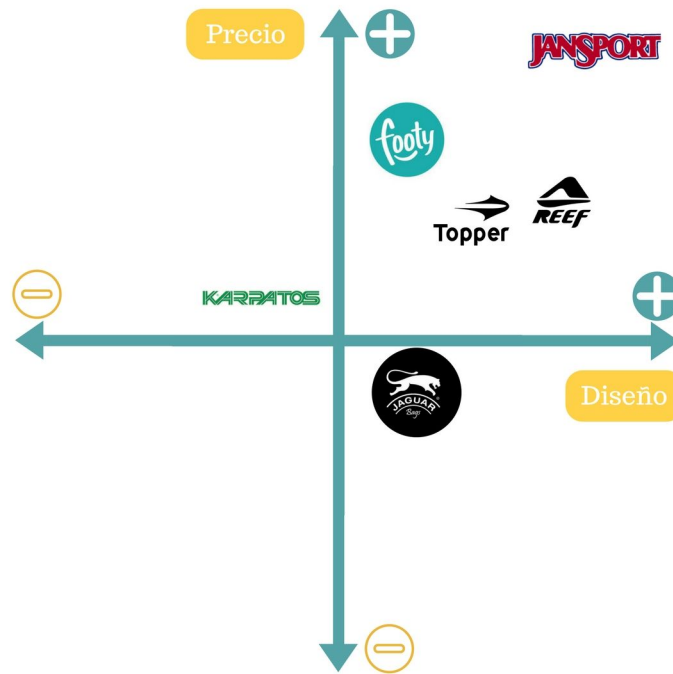 Precio
JANSPORT
footy
Topper
REEF
KARPATOS
JAGUAR
Bags
Diseño